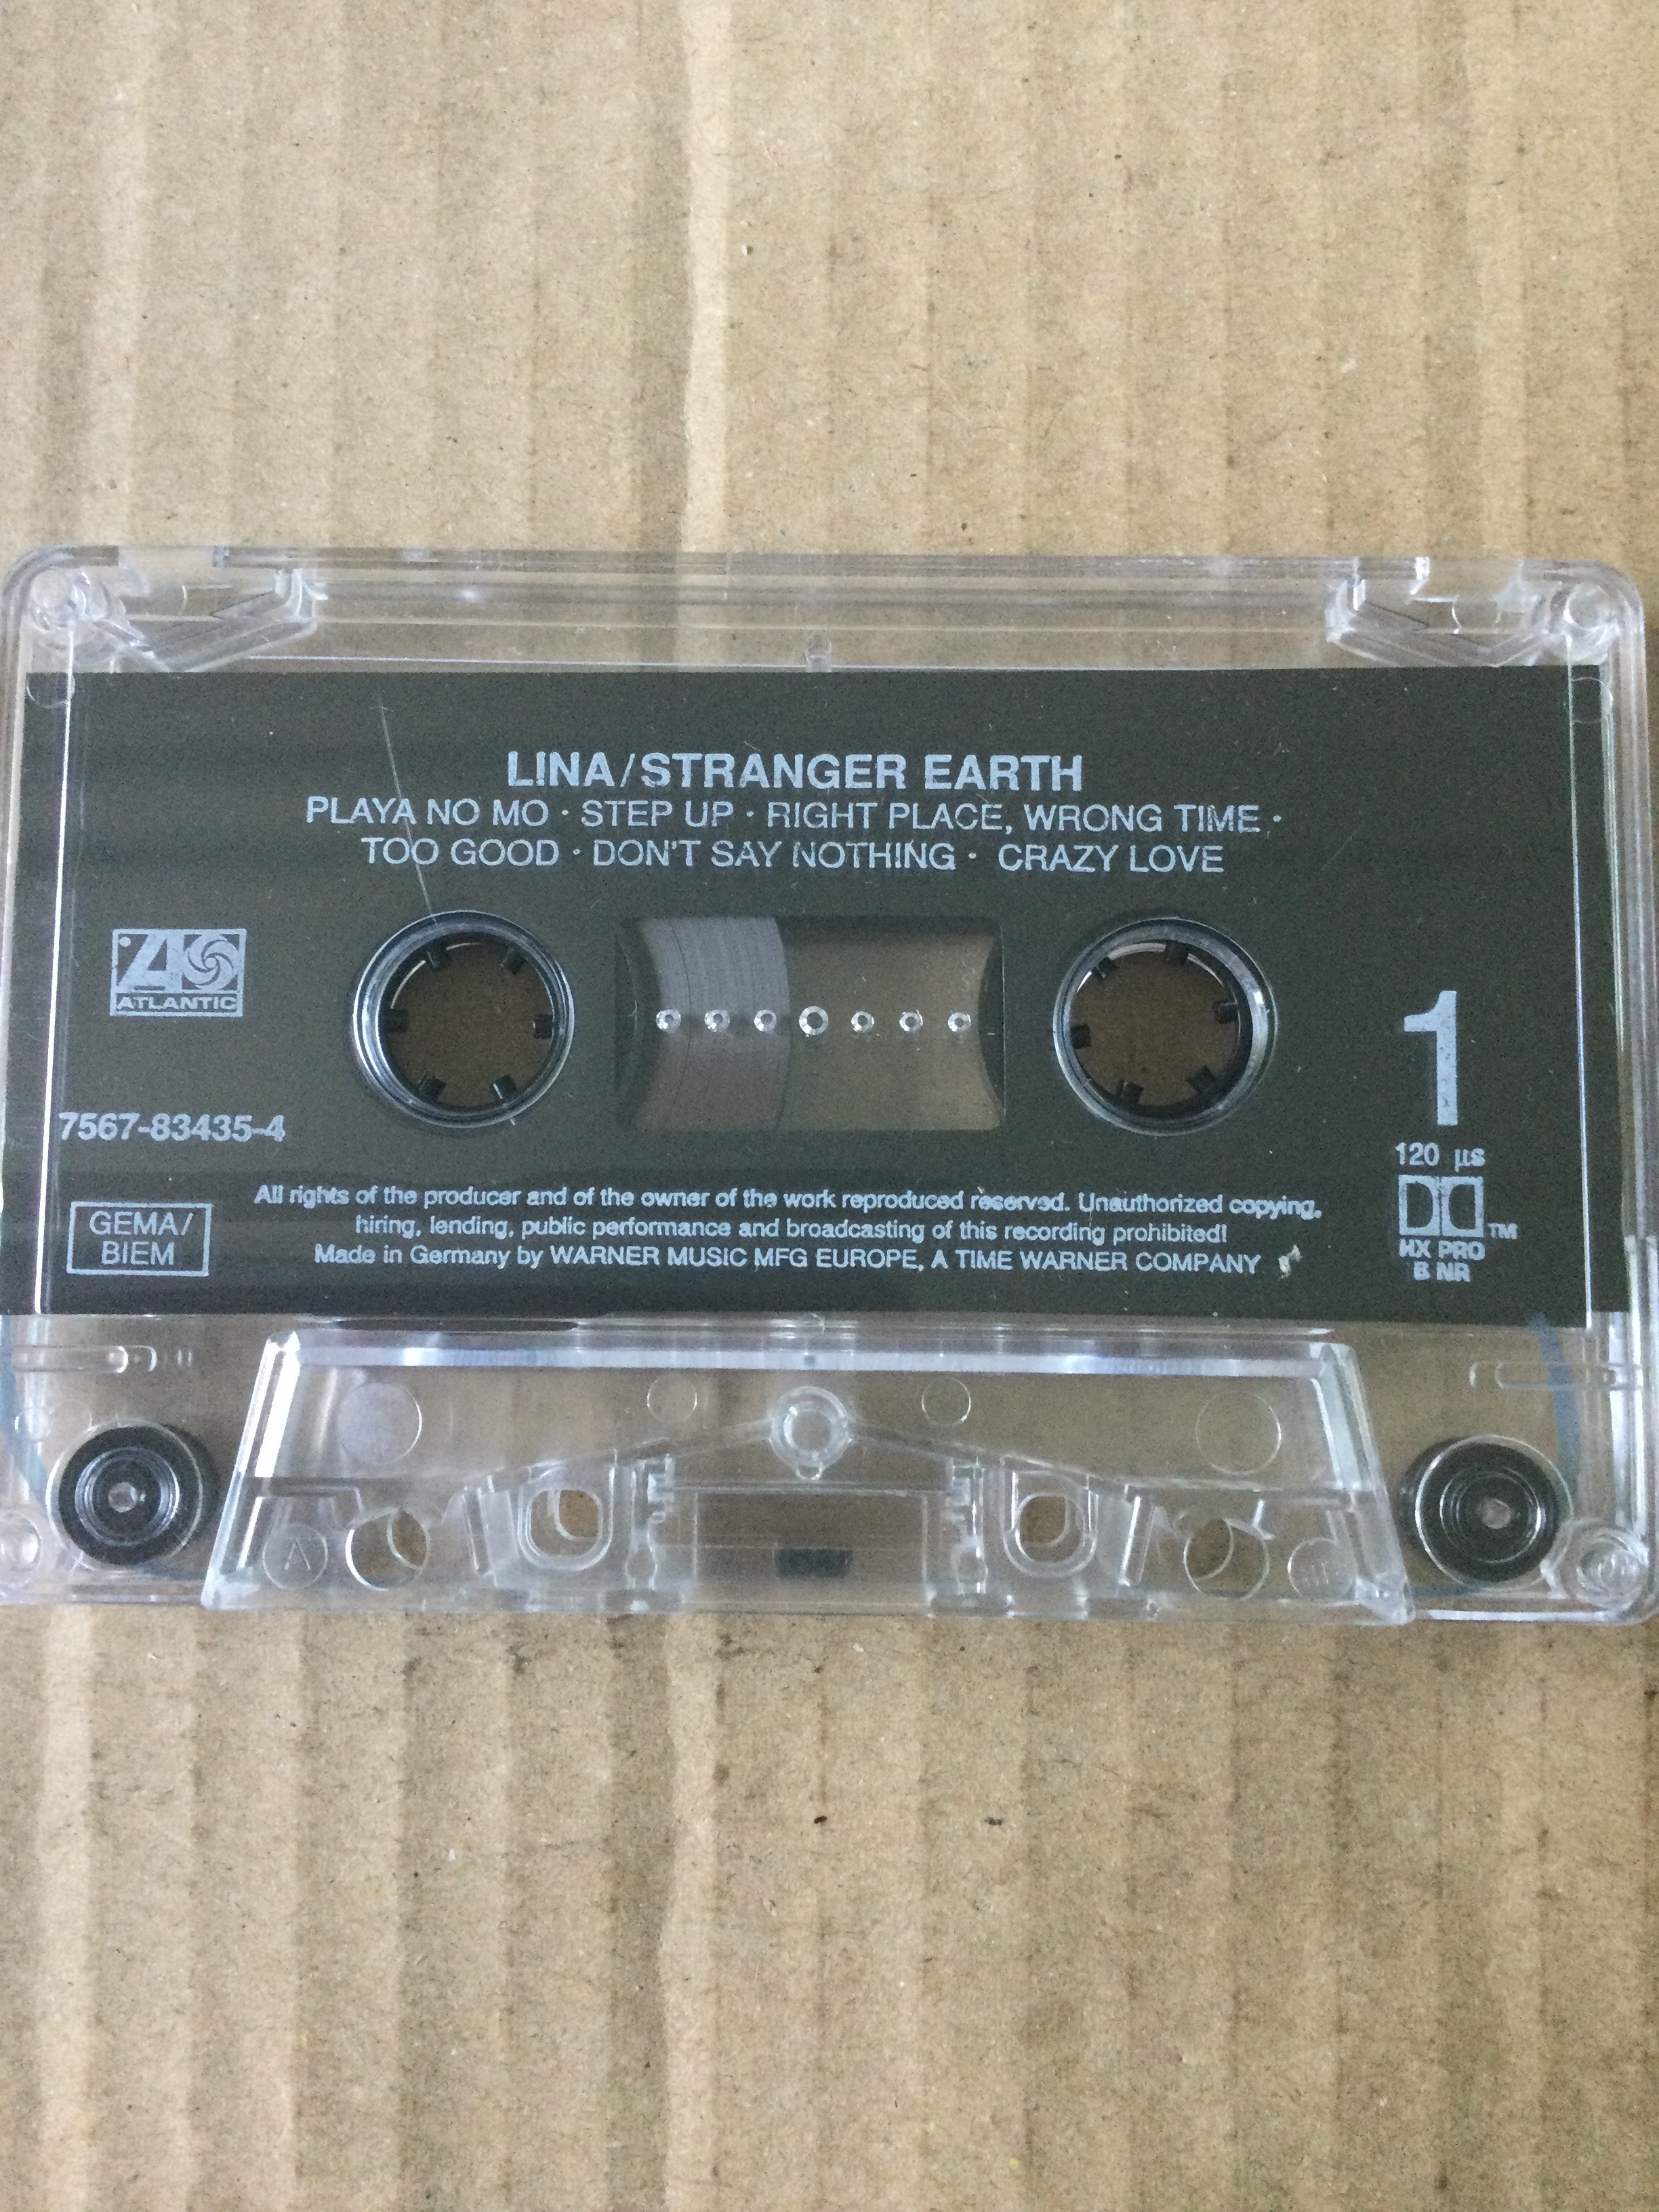 LINA/STRANGER EARTH
PLAYA NO MO · STEP UP · RIGHT PLACE, WRONG TIME ·
TOO GOOD · DON'T SAY NOTHING · CRAZY LOVE
ATLANTIC
1
7567-83435-4
120 µs
GEMA/
BIEM
All rights of the producer and of the owner of the work reproduced reserved. Unauthorized copying,
hiring, lending, public performance and broadcasting of this recording prohibited!
Made in Germany by WARNER MUSIC MFG EUROPE, A TIME WARNER COMPANY
TM
HX PRO
B NR